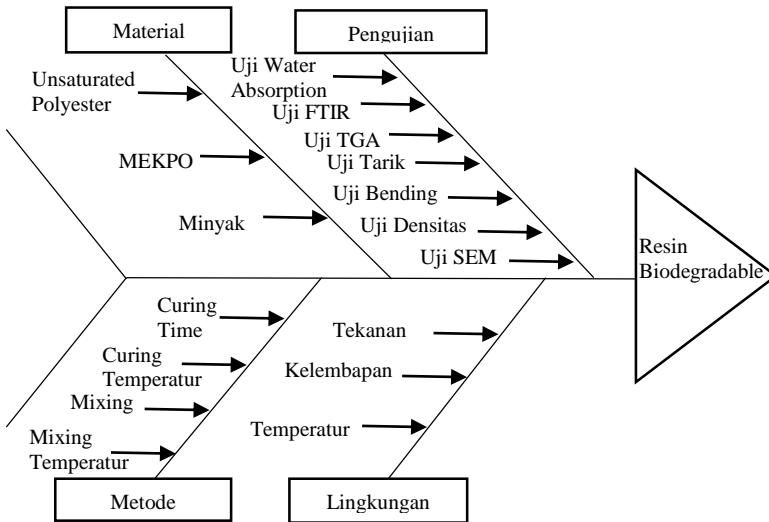 Material
Pengujian
Unsaturated
Polyester
MEKPO
Minyak
Uji Water
Absorption
Uji FTIR
Uji TGA
Uji Tarik
Uji Bending
Uji Densitas
Uji SEM
Resin
Biodegradable
Curing
Time
Curing
Temperatur
Mixing
Mixing
Temperatur
Tekanan
Kelembapan
Temperatur
Metode
Lingkungan